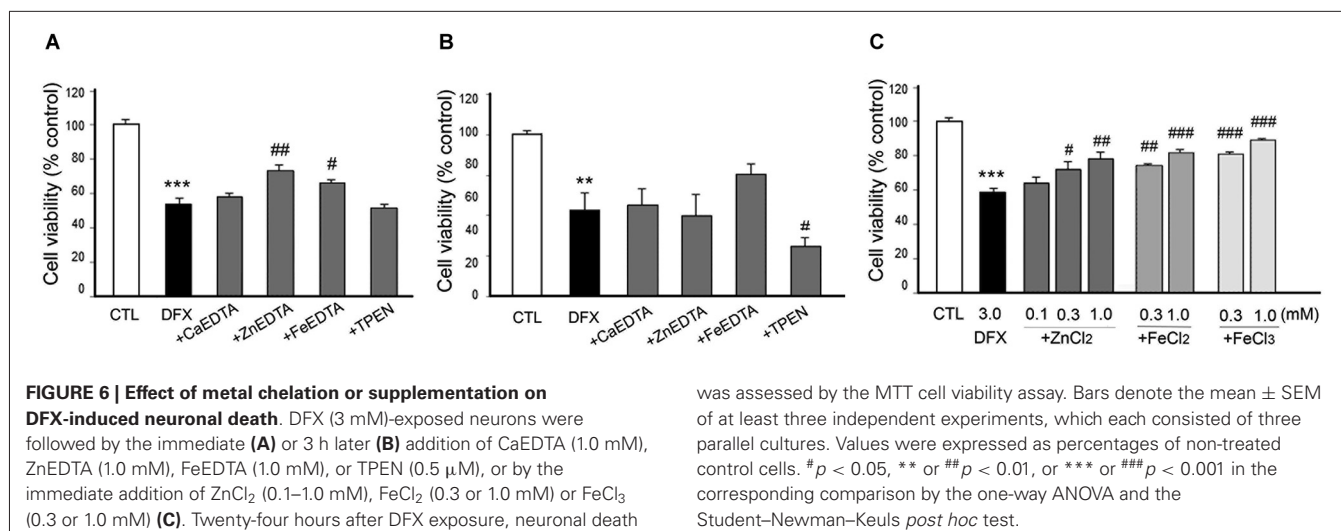 A
Cell viability (% control)
120
100
80
60
40
20
0
***
##
#
CTL
DFX
+CaEDTA
+ZnEDTA
+FeEDTA
+TPEN
B
Cell viability (% control)
120
100
80
60
40
20
0
**
#
CTL
DFX
+CaEDTA
+ZnEDTA
+FeEDTA
+TPEN
C
Cell viability (% control)
120
100
80
60
40
20
0
***
#
##
##
###
###
###
CTL 3.0 0.1 0.3 1.0 0.3 1.0 0.3 1.0 (mM)
DFX +ZnCl2 +FeCl2 +FeCl3
FIGURE 6 | Effect of metal chelation or supplementation on
DFX-induced neuronal death. DFX (3 mM)-exposed neurons were
followed by the immediate (A) or 3 h later (B) addition of CaEDTA (1.0 mM),
ZnEDTA (1.0 mM), FeEDTA (1.0 mM), or TPEN (0.5 μM), or by the
immediate addition of ZnCl₂ (0.1–1.0 mM), FeCl₂ (0.3 or 1.0 mM) or FeCl₃
(0.3 or 1.0 mM) (C). Twenty-four hours after DFX exposure, neuronal death
was assessed by the MTT cell viability assay. Bars denote the mean ± SEM
of at least three independent experiments, which each consisted of three
parallel cultures. Values were expressed as percentages of non-treated
control cells. #p < 0.05, ** or ##p < 0.01, or *** or ###p < 0.001 in the
corresponding comparison by the one-way ANOVA and the
Student–Newman–Keuls post hoc test.